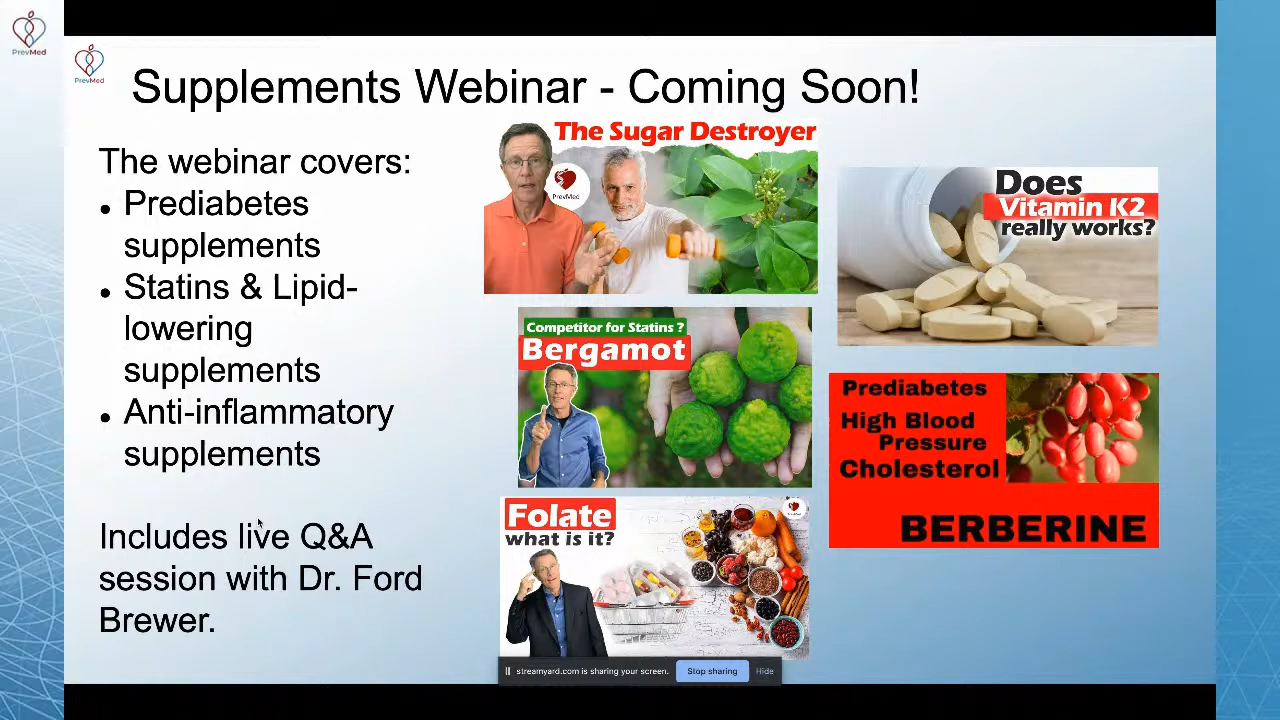 PrevMed
PrevMed
Supplements Webinar - Coming Soon!
The webinar covers:
• Prediabetes
supplements
• Statins & Lipid-
lowering
supplements
• Anti-inflammatory
supplements
Includes live Q&A
session with Dr. Ford
Brewer.
The Sugar Destroyer
PrevMed
Does
Vitamin K2
really works?
Competitor for Statins ?
Bergamot
Prediabetes
High Blood
Pressure
Cholesterol
BERBERINE
Folate
what is it?
streamyard.com is sharing your screen.
Stop sharing
Hide